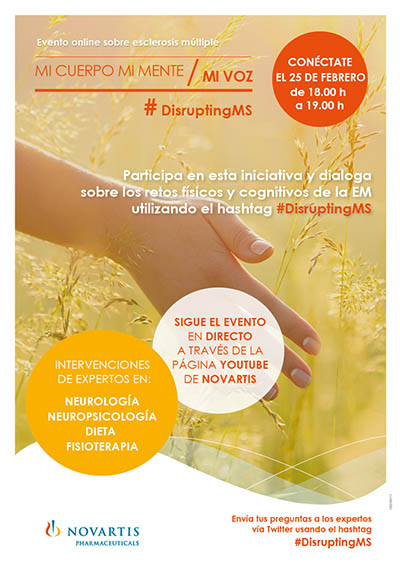 Evento online sobre esclerosis múltiple
MI CUERPO MI MENTE / MI VOZ
# DisruptingMS
CONÉCTATE
EL 25 DE FEBRERO
de 18.00 h
a 19.00 h
Participa en esta iniciativa y dialoga
sobre los retos físicos y cognitivos de la EM
utilizando el hashtag #DisruptingMS
SIGUE EL EVENTO
EN DIRECTO
A TRAVÉS DE LA
PÁGINA YOUTUBE
DE NOVARTIS
INTERVENCIONES
DE EXPERTOS EN:
NEUROLOGÍA
NEUROPSICOLOGÍA
DIETA
FISIOTERAPIA
NOVARTIS
PHARMACEUTICALS
Envía tus preguntas a los expertos
vía Twitter usando el hashtag
#DisruptingMS